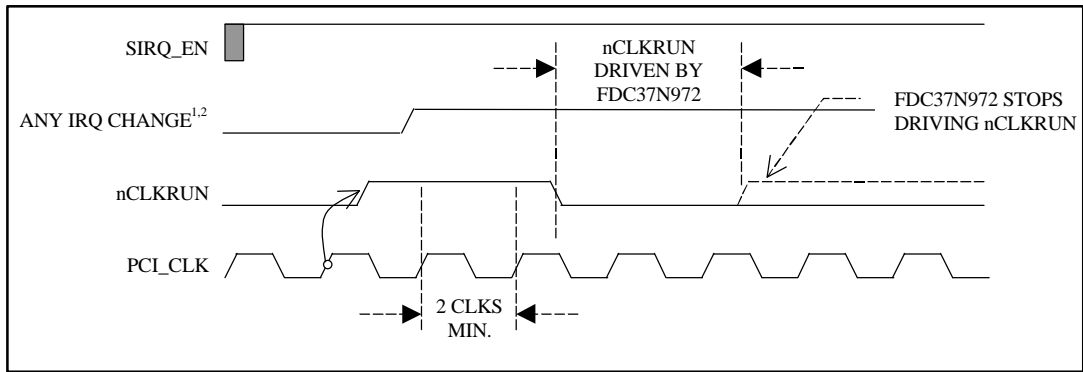 SIRQ_EN
nCLKRUN
DRIVEN BY
FDC37N972
ANY IRQ CHANGE1,2
FDC37N972 STOPS
DRIVING nCLKRUN
nCLKRUN
PCI_CLK
2 CLKS
MIN.